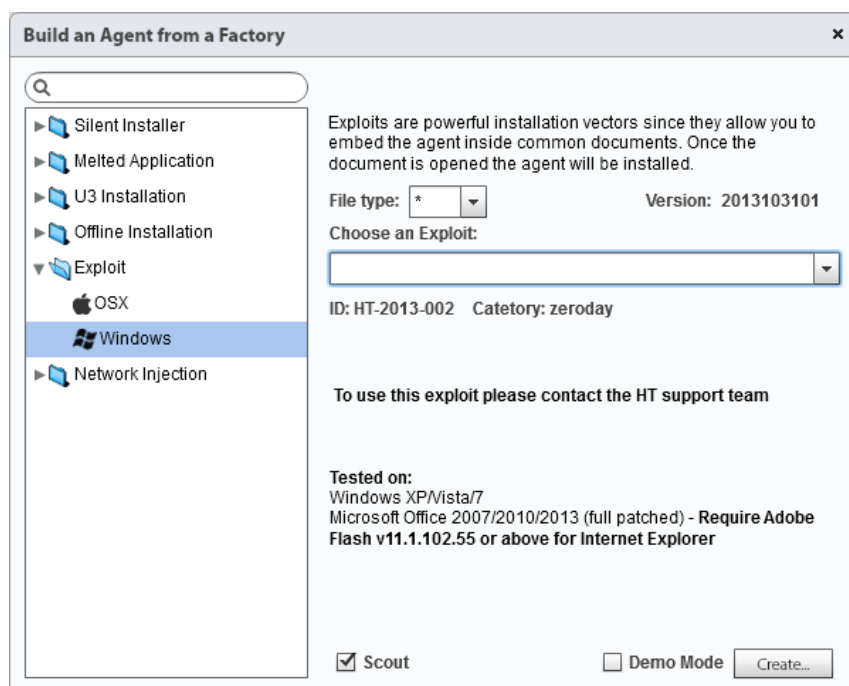 Build an Agent from a Factory
Silent Installer
Melted Application
U3 Installation
Offline Installation
Exploit
OSX
Windows
Network Injection
Exploits are powerful installation vectors since they allow you to
embed the agent inside common documents. Once the
document is opened the agent will be installed.
File type: * Version: 2013103101
Choose an Exploit:
ID: HT-2013-002 Catetory: zeroday
To use this exploit please contact the HT support team
Tested on:
Windows XP/Vista/7
Microsoft Office 2007/2010/2013 (full patched) - Require Adobe
Flash v11.1.102.55 or above for Internet Explorer
Scout Demo Mode Create...